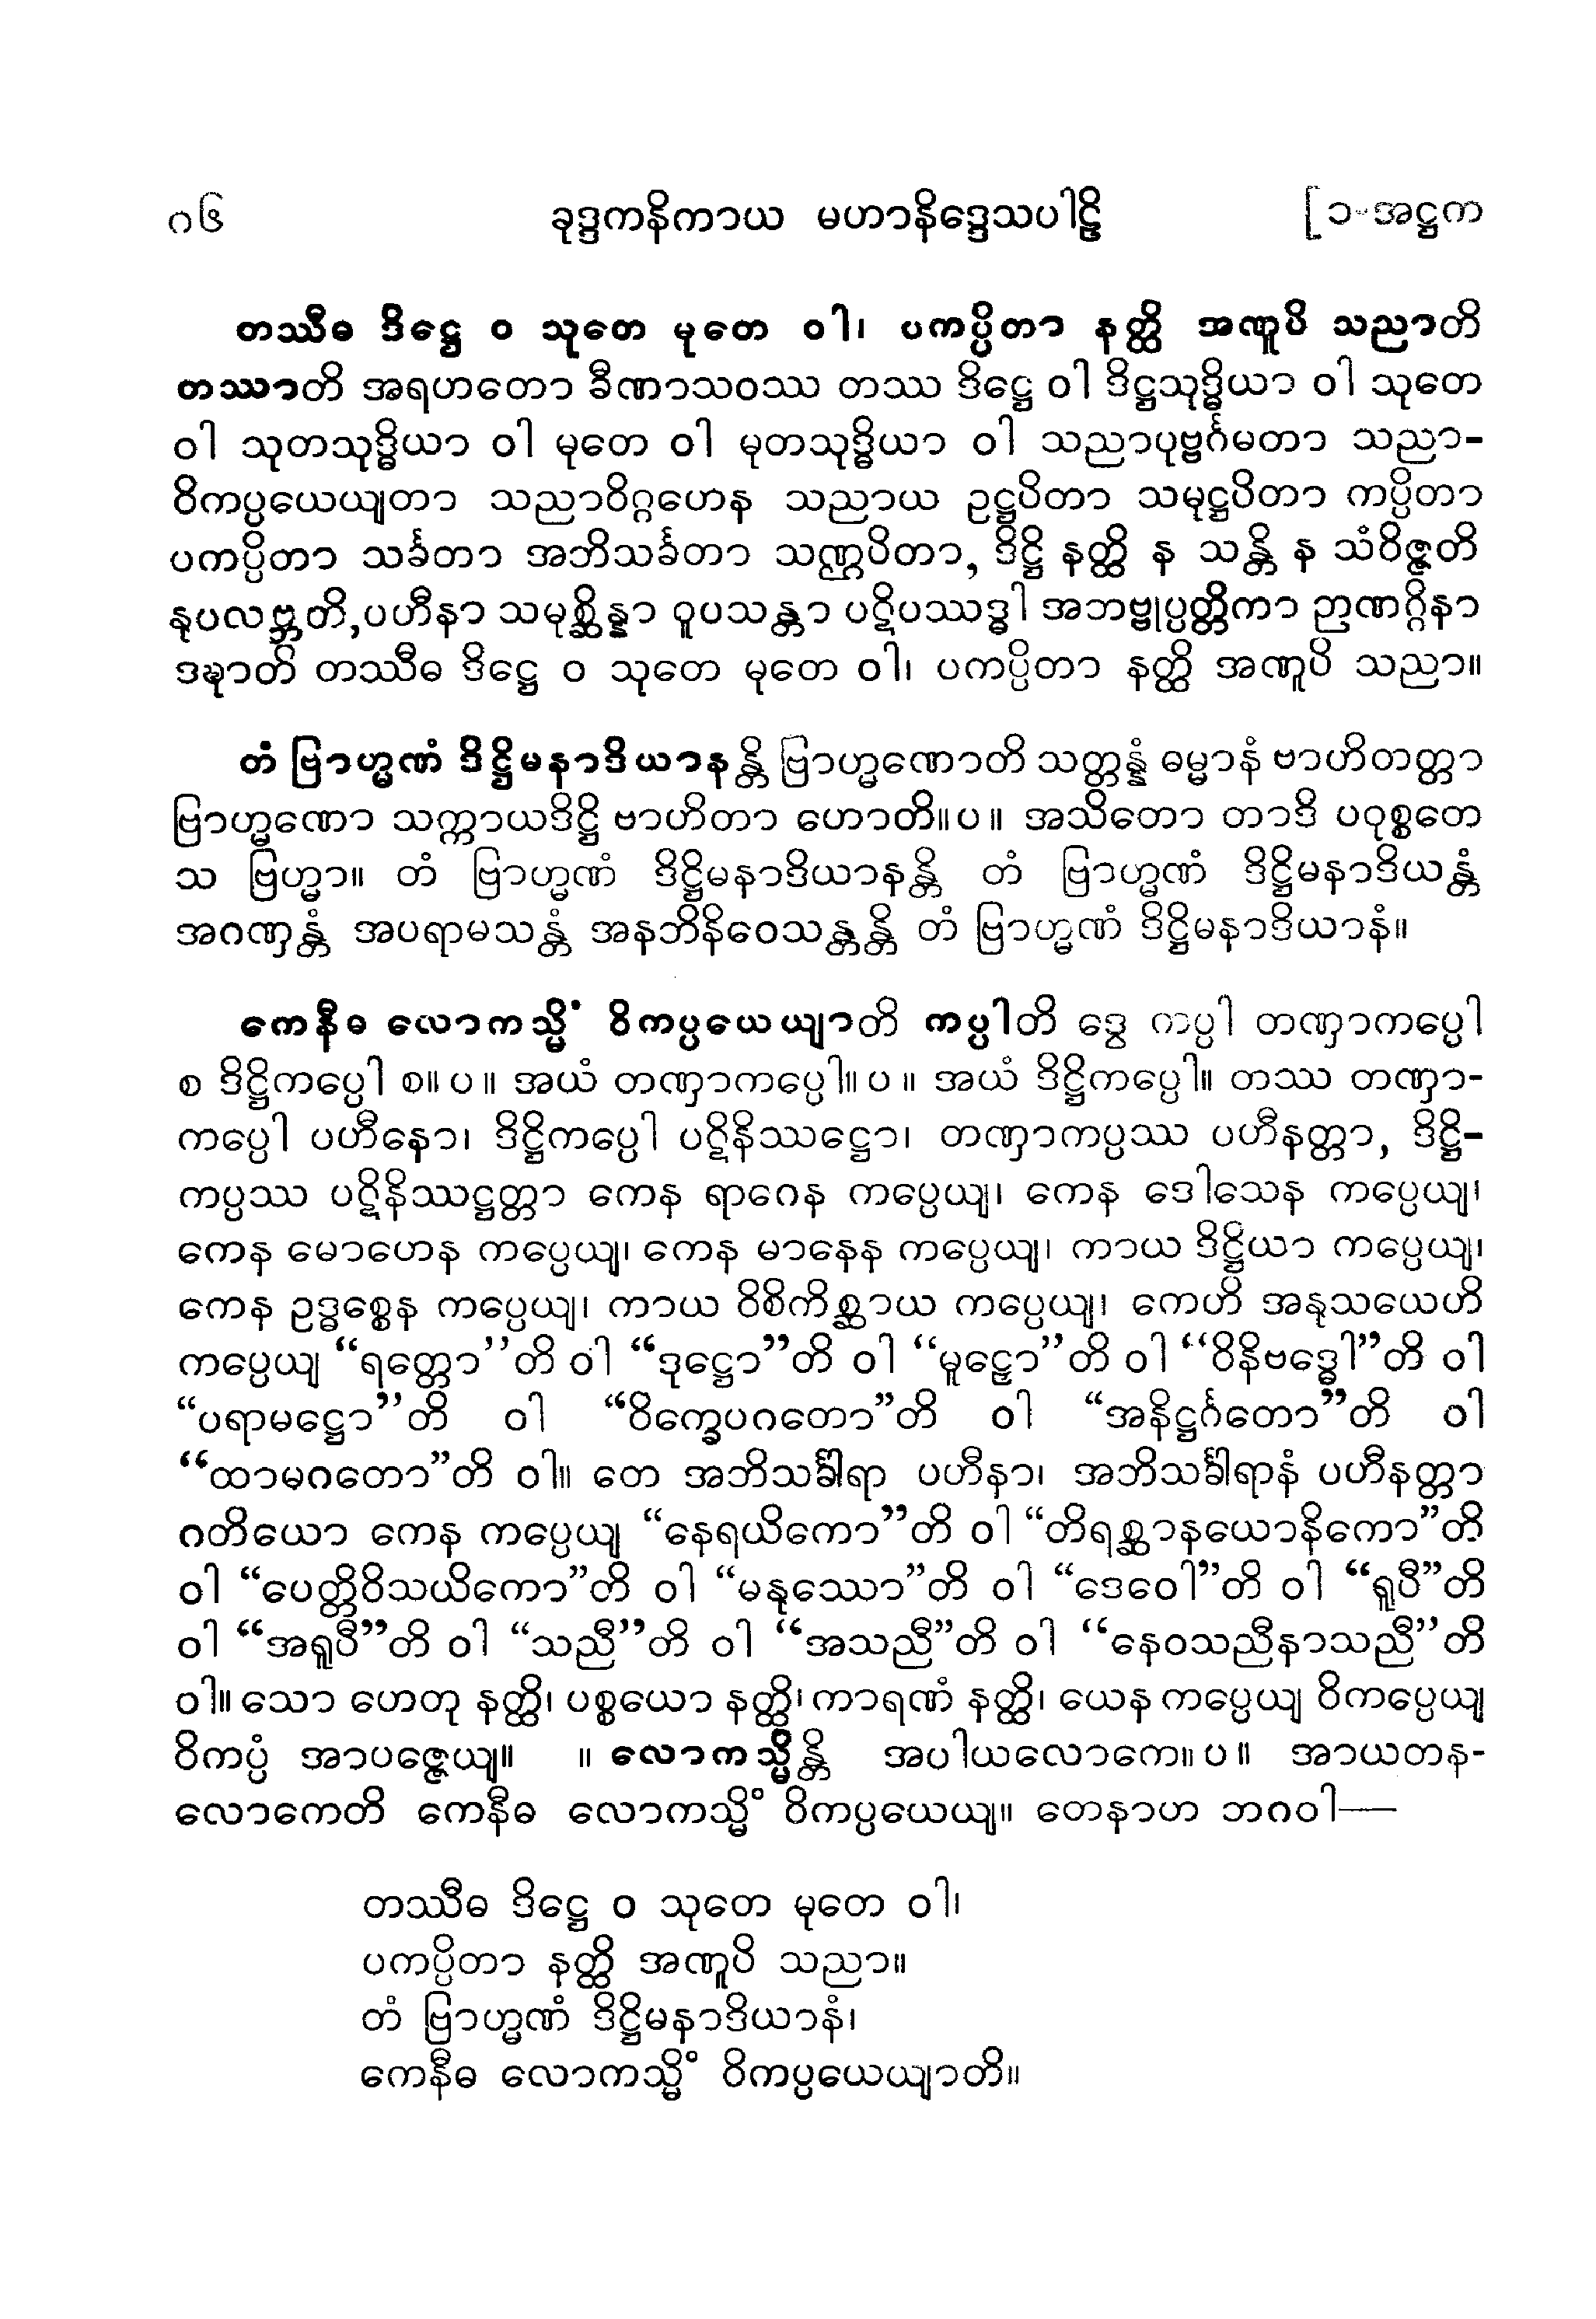 ၈၆ ခုဒ္ဒကနိကာယ မဟာနိဒ္ဒေသပါဠိ [၁-အဋ္ဌက
တဿီဓ ဒိဋ္ဌေ ဝ သုတေ မုတေ ဝါ၊ ပကပ္ပိတာ နတ္ထိ အဏူပိ သညာတိ
တဿာတိ အရဟတော ခီဏာသဝဿ တဿ ဒိဋ္ဌေ ဝါ ဒိဋ္ဌသုဒ္ဓိယာ ဝါ သုတေ
ဝါ သုတသုဒ္ဓိယာ ဝါ မုတေ ဝါ မုတသုဒ္ဓိယာ ဝါ သညာပုဗ္ဗင်္ဂမတာ သညာ-
ဝိကပ္ပယေယျတာ သညာဝိဂ္ဂဟေန သညာယ ဥဋ္ဌပိတာ သမုဋ္ဌပိတာ ကပ္ပိတာ
ပကပ္ပိတာ သင်္ခတာ အဘိသင်္ခတာ သဏ္ဌပိတာ, ဒိဋ္ဌိ နတ္ထိ န သန္တိ န သံဝိဇ္ဇတိ
နုပလဗ္ဘတိ,ပဟီနာ သမုစ္ဆိန္နာ ဝူပသန္တာ ပဋိပဿဒ္ဓါ အဘဗ္ဗုပ္ပတ္တိကာ ဉာဏဂ္ဂိနာ
ဒဍ္ဎာတိ တဿီဓ ဒိဋ္ဌေ ဝ သုတေ မုတေ ဝါ၊ ပကပ္ပိတာ နတ္ထိ အဏူပိ သညာ။
တံ ဗြာဟ္မဏံ ဒိဋ္ဌိမနာဒိယာနန္တိ ဗြာဟ္မဏောတိ သတ္တန္နံ ဓမ္မာနံ ဗာဟိတတ္တာ
ဗြာဟ္မဏော သက္ကာယဒိဋ္ဌိ ဗာဟိတာ ဟောတိ။ပ။ အသိတော တာဒိ ပဝုစ္စတေ
သ ဗြဟ္မာ။ တံ ဗြာဟ္မဏံ ဒိဋ္ဌိမနာဒိယာနန္တိ တံ ဗြာဟ္မဏံ ဒိဋ္ဌိမနာဒိယန္တံ
အဂဏှန္တံ အပရာမသန္တံ အနဘိနိဝေသန္တန္တိ တံ ဗြာဟ္မဏံ ဒိဋ္ဌိမနာဒိယာနံ။
ကေနီဓ လောကသ္မိံ ဝိကပ္ပယေယျာတိ ကပ္ပါတိ ဒွေ ကပ္ပါ တဏှာကပ္ပေါ
စ ဒိဋ္ဌိကပ္ပေါ စ။ ပ ။ အယံ တဏှာကပ္ပေါ။ ပ ။ အယံ ဒိဋ္ဌိကပ္ပေါ။ တဿ တဏှာ-
ကပ္ပေါ ပဟီနော၊ ဒိဋ္ဌိကပ္ပေါ ပဋိနိဿဋ္ဌော၊ တဏှာကပ္ပဿ ပဟီနတ္တာ, ဒိဋ္ဌိ-
ကပ္ပဿ ပဋိနိဿဋ္ဌတ္တာ ကေန ရာဂေန ကပ္ပေယျ၊ ကေန ဒေါသေန ကပ္ပေယျ၊
ကေန မောဟေန ကပ္ပေယျ၊ ကေန မာနေန ကပ္ပေယျ၊ ကာယ ဒိဋ္ဌိယာ ကပ္ပေယျ၊
ကေန ဥဒ္ဓစ္စေန ကပ္ပေယျ၊ ကာယ ဝိစိကိစ္ဆာယ ကပ္ပေယျ၊ ကေဟိ အနုသယေဟိ
ကပ္ပေယျ “ရတ္တော”တိ ဝါ “ဒုဋ္ဌော”တိ ဝါ “မူဠှော”တိ ဝါ “ဝိနိဗဒ္ဓေါ”တိ ဝါ
“ပရာမဋ္ဌော”တိ ဝါ “ဝိက္ခေပဂတော”တိ ဝါ “အနိဋ္ဌင်္ဂတော”တိ ဝါ
“ထာမဂတော”တိ ဝါ။ တေ အဘိသင်္ခါရာ ပဟီနာ၊ အဘိသင်္ခါရာနံ ပဟီနတ္တာ
ဂတိယော ကေန ကပ္ပေယျ “နေရယိကော”တိ ဝါ “တိရစ္ဆာနယောနိကော”တိ
ဝါ “ပေတ္တိဝိသယိကော”တိ ဝါ “မနုဿော”တိ ဝါ “ဒေဝေါ”တိ ဝါ “ရူပီ”တိ
ဝါ “အရူပီ”တိ ဝါ “သညီ”တိ ဝါ “အသညီ”တိ ဝါ “နေဝသညီနာသညီ”တိ
ဝါ။ သော ဟေတု နတ္ထိ၊ ပစ္စယော နတ္ထိ၊ ကာရဏံ နတ္ထိ၊ ယေန ကပ္ပေယျ ဝိကပ္ပေယျ
ဝိကပ္ပံ အာပဇ္ဇေယျ။ ။ လောကသ္မိန္တိ အပါယလောကေ။ ပ ။ အာယတန-
လောကေတိ ကေနီဓ လောကသ္မိံ ဝိကပ္ပယေယျ။ တေနာဟ ဘဂဝါ—
တဿီဓ ဒိဋ္ဌေ ဝ သုတေ မုတေ ဝါ၊
ပကပ္ပိတာ နတ္ထိ အဏူပိ သညာ။
တံ ဗြာဟ္မဏံ ဒိဋ္ဌိမနာဒိယာနံ၊
ကေနီဓ လောကသ္မိံ ဝိကပ္ပယေယျာတိ။